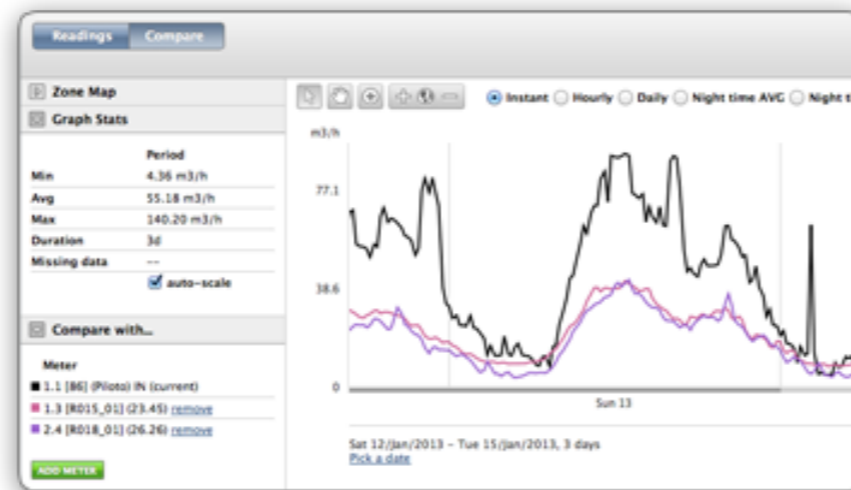 Readings Compare
Zone Map
Graph Stats
Period
Min 4.36 m3/h
Avg 55.18 m3/h
Max 140.20 m3/h
Duration 3d
Missing data --
auto-scale
Compare with...
Meter
1.1 [86] (Piloto) IN (current)
1.3 [R015_01] (23.45) remove
2.4 [R018_01] (26.26) remove
ADD METER
Instant Hourly Daily Night time AVG Night t
m3/h
77.1
38.6
0
Sun 13
Sat 12/Jan/2013 - Tue 15/Jan/2013, 3 days
Pick a date